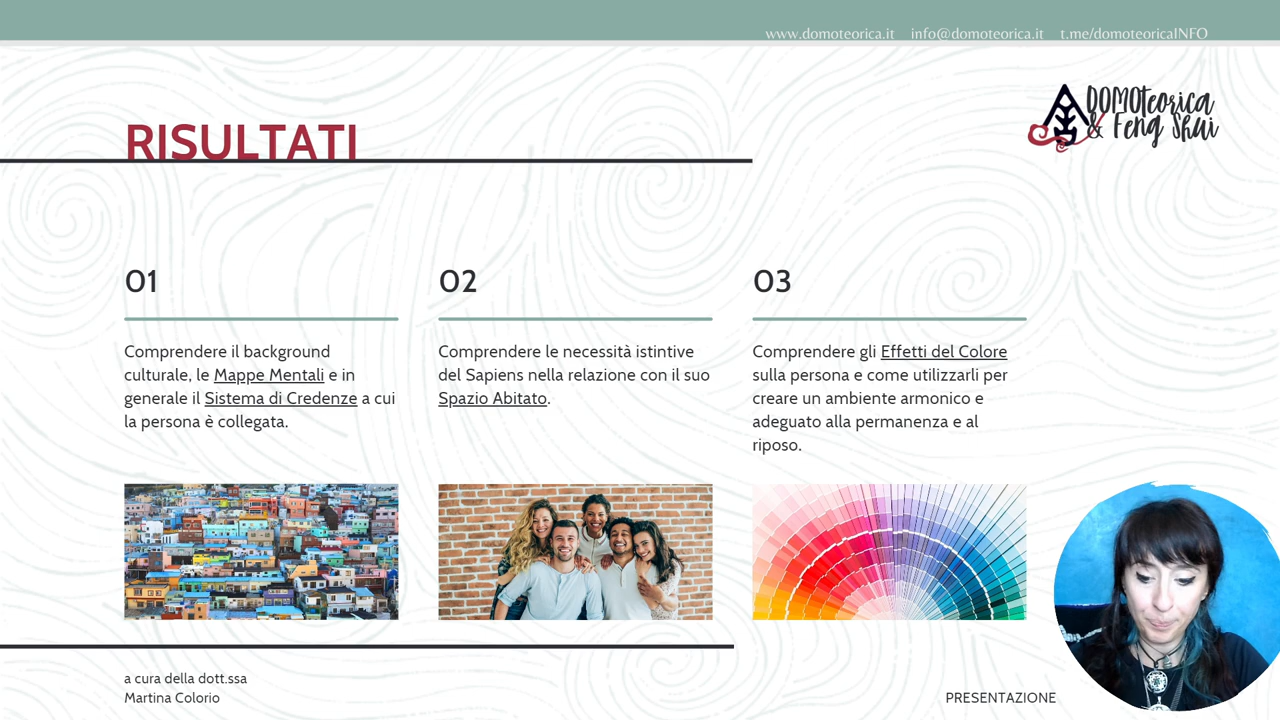 www.domoteorica.it info@domoteorica.it t.me/domoteoricaINFO
DOMOteorica
& Feng Shui
RISULTATI
01
Comprendere il background
culturale, le Mappe Mentali e in
generale il Sistema di Credenze a cui
la persona è collegata.
02
Comprendere le necessità istintive
del Sapiens nella relazione con il suo
Spazio Abitato.
03
Comprendere gli Effetti del Colore
sulla persona e come utilizzarli per
creare un ambiente armonico e
adeguato alla permanenza e al
riposo.
a cura della dott.ssa
Martina Colorio
PRESENTAZIONE